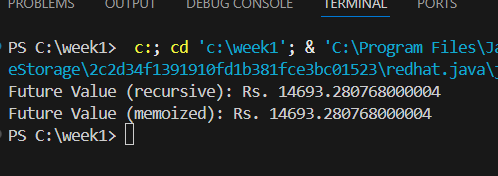 PROBLEMS OUTPUT DEBUG CONSOLE TERMINAL PORTS
PS C:\week1> c:; cd 'c:\week1'; & 'C:\Program Files\Ja
eStorage\2c2d34f1391910fd1b381fce3bc01523\redhat.java\j
Future Value (recursive): Rs. 14693.280768000004
Future Value (memoized): Rs. 14693.280768000004
PS C:\week1>